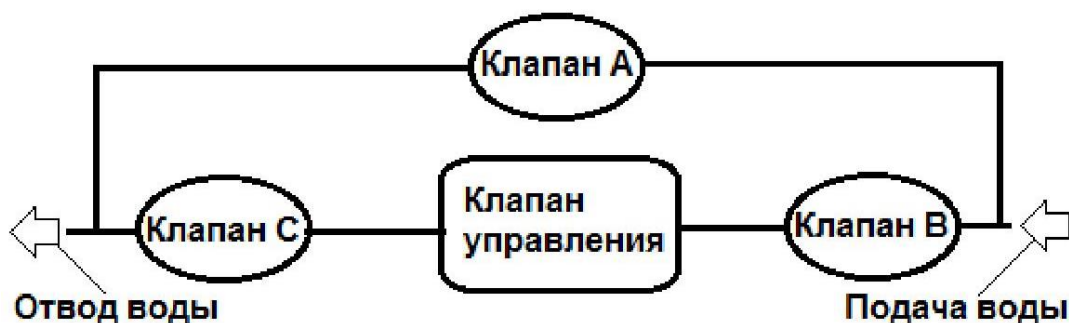 Клапан А
Клапан С
Клапан
управления
Клапан В
Отвод воды
Подача воды